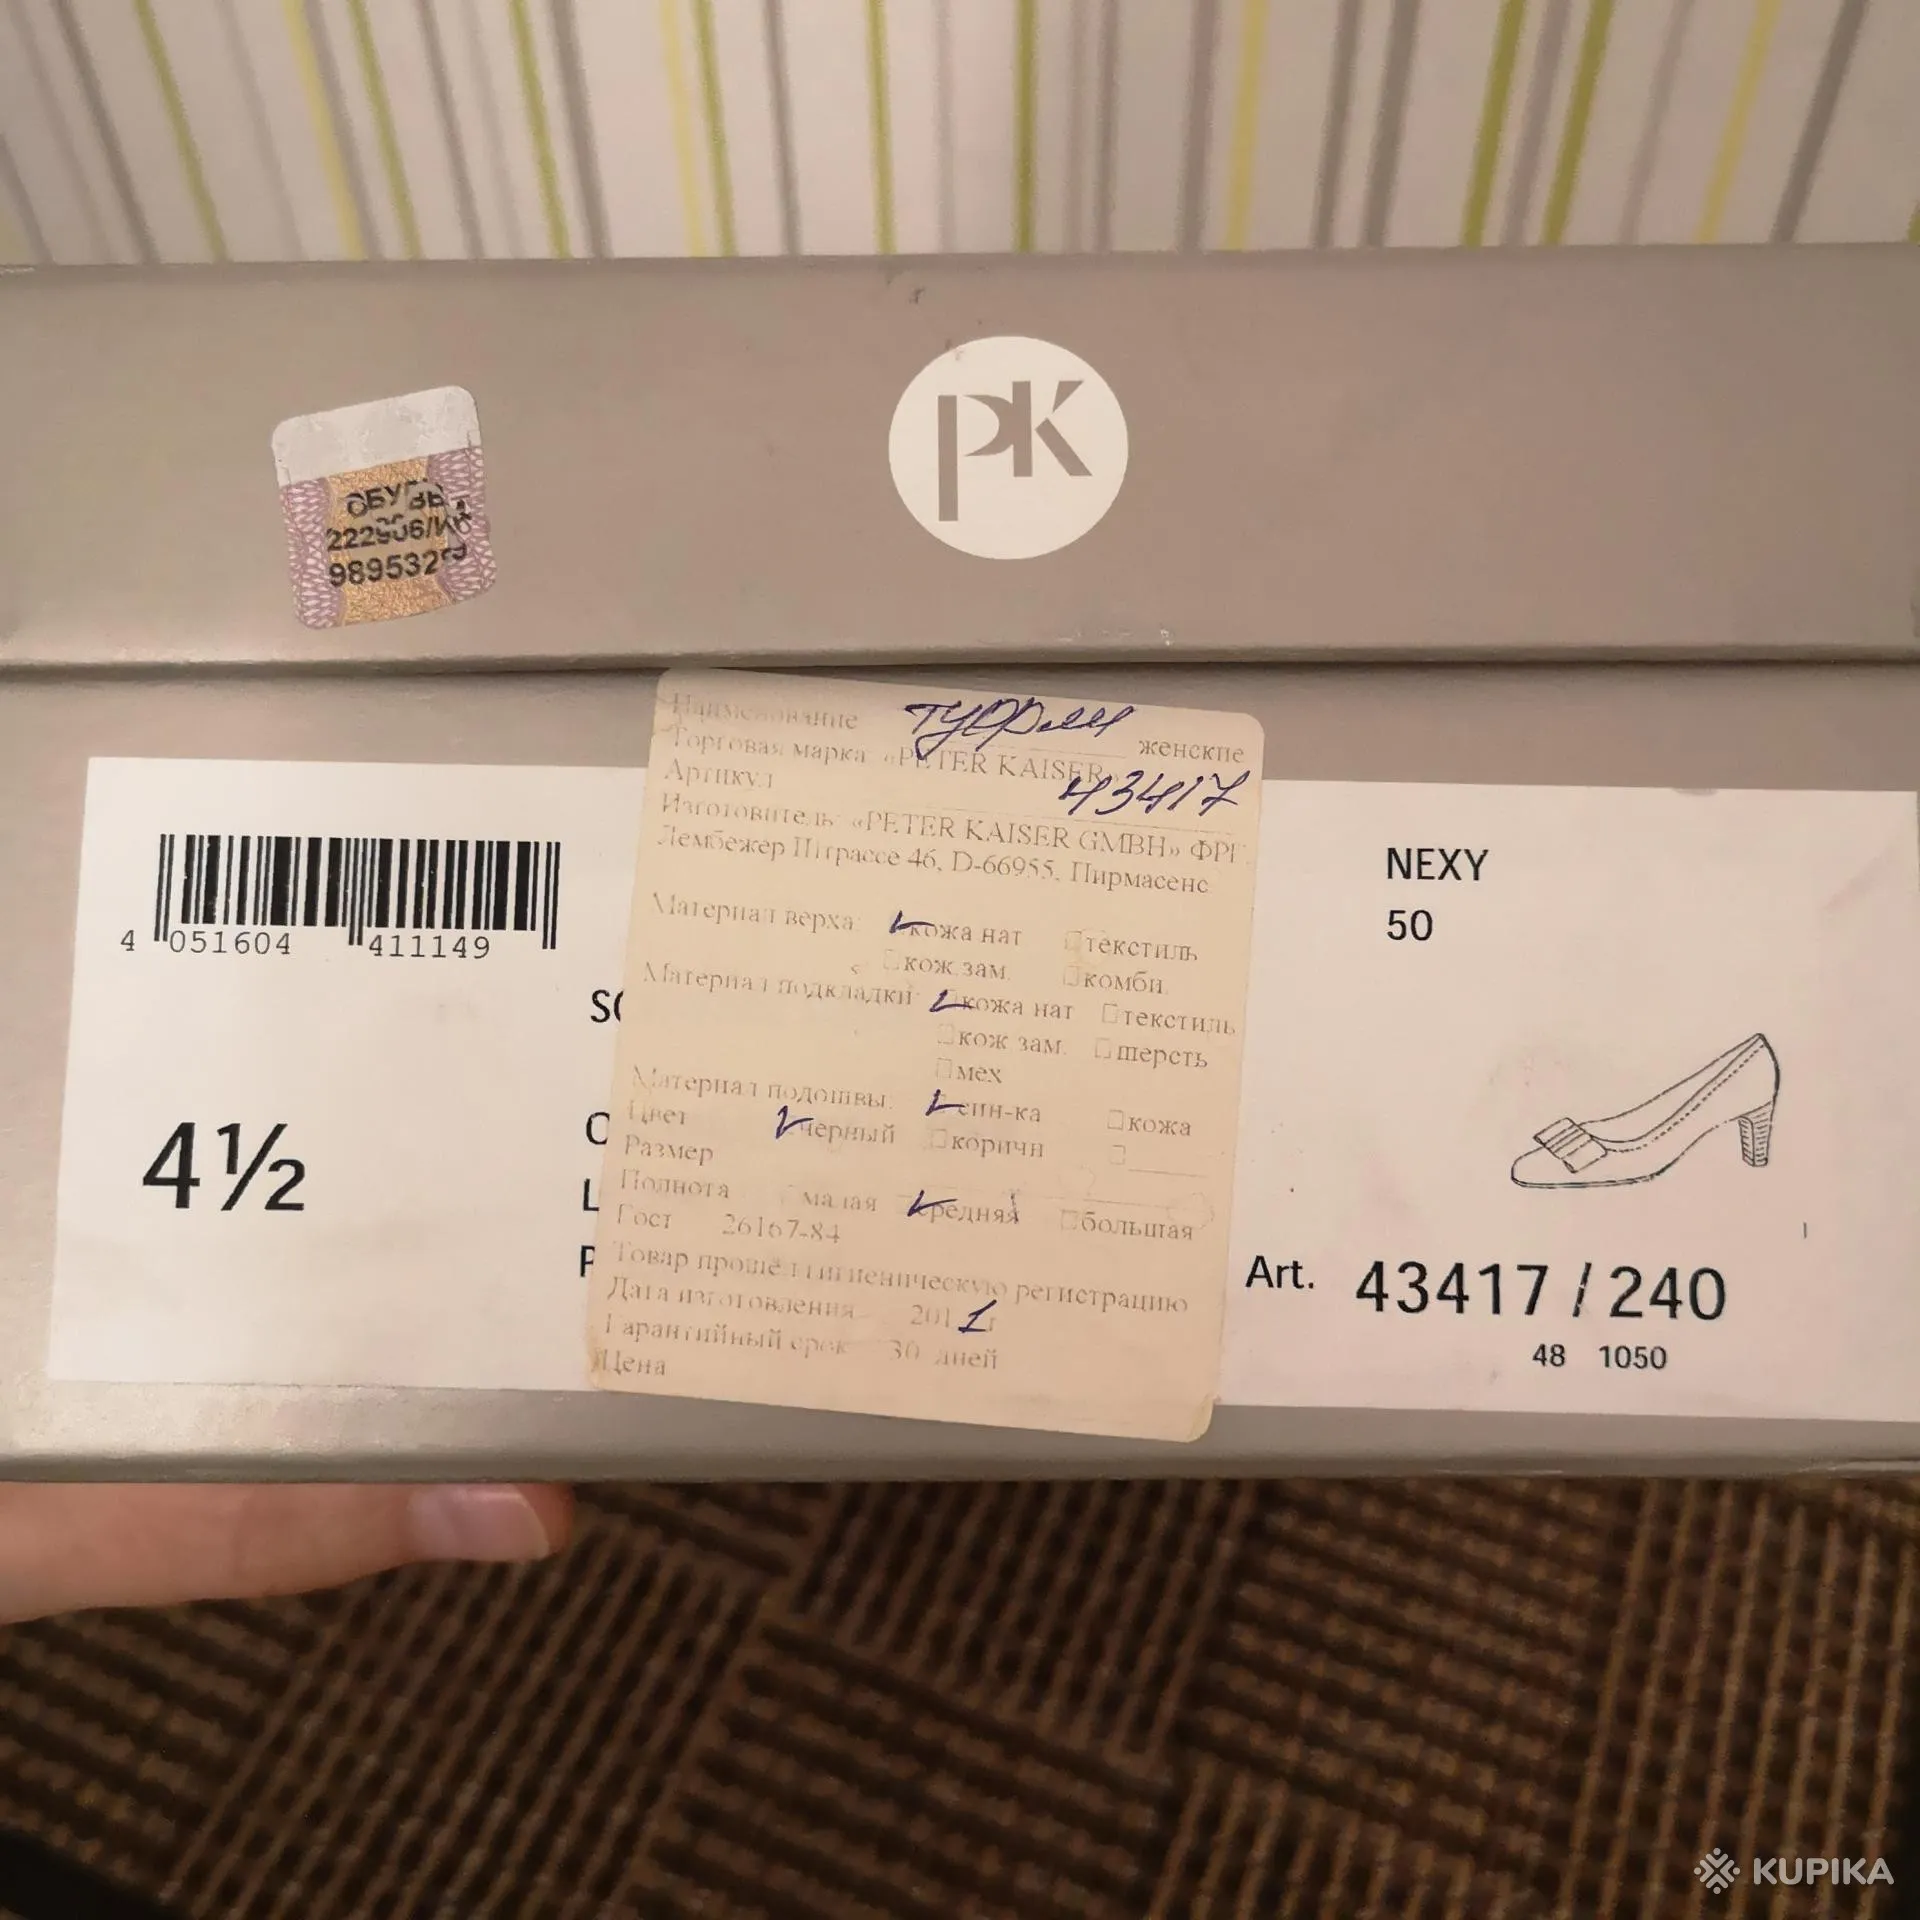 PK
ОБУВЬ
989532
Наименование туфли женские
Торговая марка: «PETER KAISER»
Артикул 43417
Изготовитель: «PETER KAISER GMBH» ФРГ,
Лембежер Штрассе 46, D-66955, Пирмасенс
Материал верха: кожа нат текстиль
кож.зам. комби.
Материал подкладки: кожа нат текстиль
кож зам. шерсть
мех
Материал подошвы: син-ка кожа
Цвет черный коричн
Размер
Полнота малая средняя большая
Гост 26167-84
Товар прошёл гигиеническую регистрацию
Дата изготовления- 2011г
Гарантийный срок 30 дней
Цена
4 051604 411149
4½
NEXY
50
Art. 43417 / 240
48 1050
KUPIKA